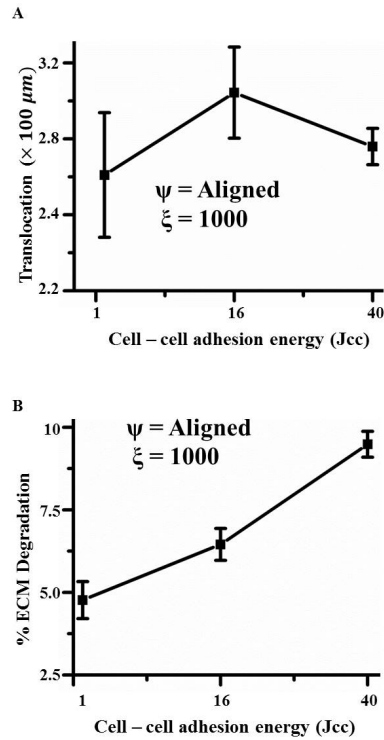 A
Translocation (× 100 μm)
3.2
2.8
2.4
2.2
ψ = Aligned
ξ = 1000
1
16
40
Cell – cell adhesion energy (Jcc)
B
% ECM Degradation
10
7.5
5.0
2.5
ψ = Aligned
ξ = 1000
1
16
40
Cell – cell adhesion energy (Jcc)